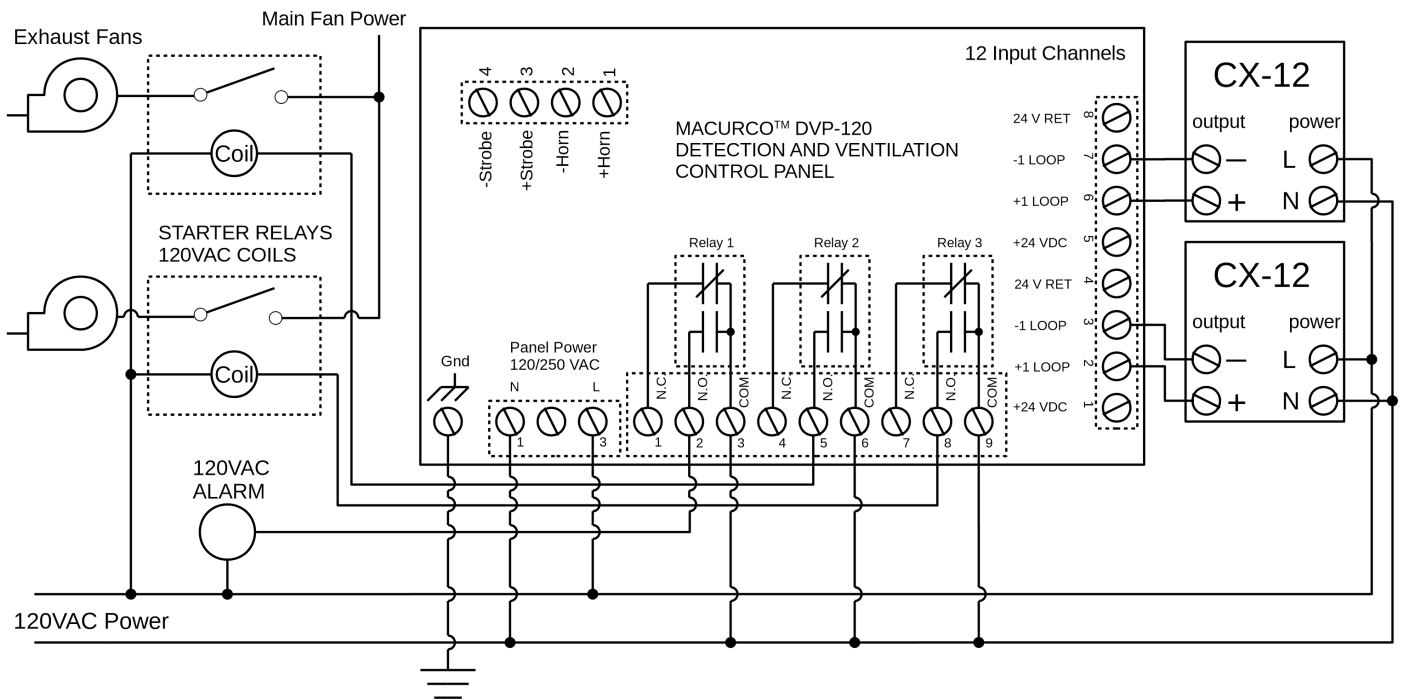 Main Fan Power
Exhaust Fans
Coil
STARTER RELAYS
120VAC COILS
Coil
120VAC
ALARM
120VAC Power
12 Input Channels
4
3
2
1
-Strobe
+Strobe
-Horn
+Horn
MACURCO™ DVP-120
DETECTION AND VENTILATION
CONTROL PANEL
24 V RET 8
-1 LOOP 7
+1 LOOP 6
+24 VDC 5
24 V RET 4
-1 LOOP 3
+1 LOOP 2
+24 VDC 1
Relay 1
Relay 2
Relay 3
Gnd
Panel Power
120/250 VAC
N L
1 3
N.C.
N.O.
COM
N.C.
N.O.
COM
N.C.
N.O.
COM
1 2 3 4 5 6 7 8 9
CX-12
output power
– L
+ N
CX-12
output power
– L
+ N